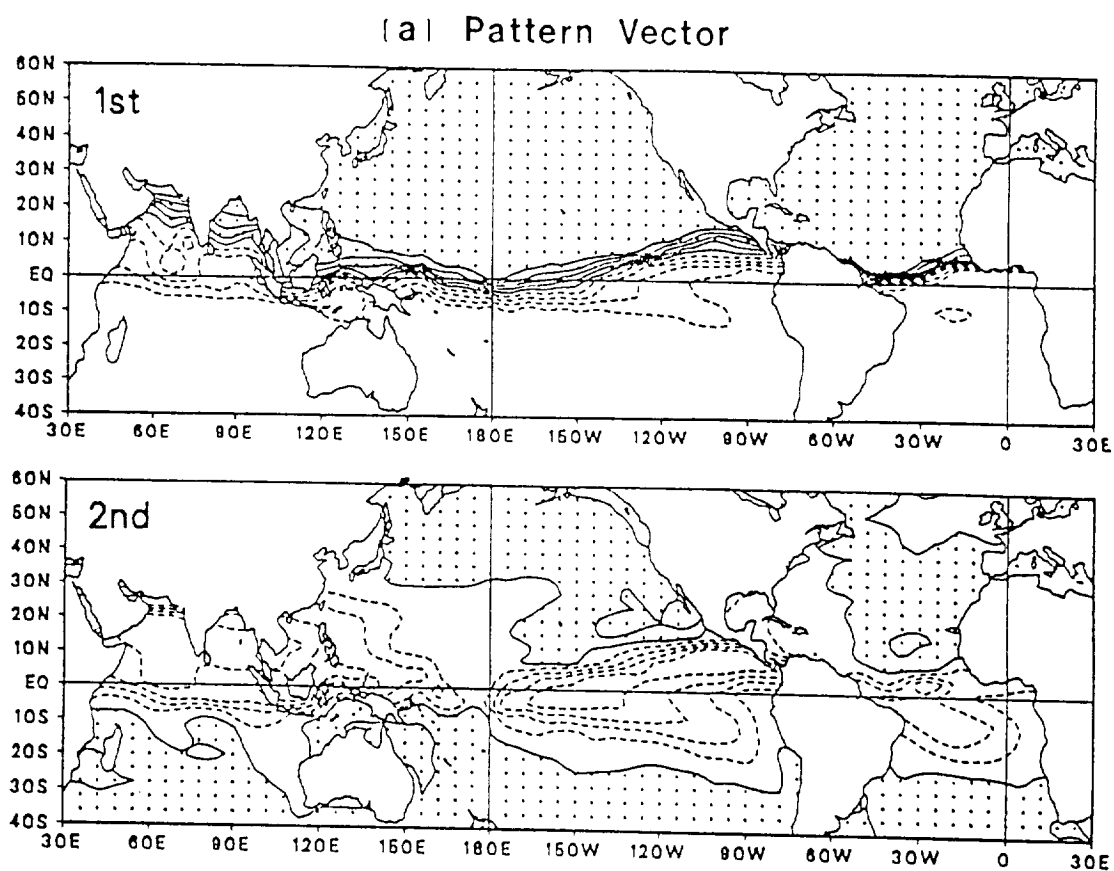 (a) Pattern Vector
60N
1st
50N
40N
30N
20N
10N
EQ
10S
20S
30S
40S
30E 60E 90E 120E 150E 180E 150W 120W 90W 60W 30W 0 30E
60N
2nd
50N
40N
30N
20N
10N
EQ
10S
20S
30S
40S
30E 60E 90E 120E 150E 180E 150W 120W 90W 60W 30W 0 30E